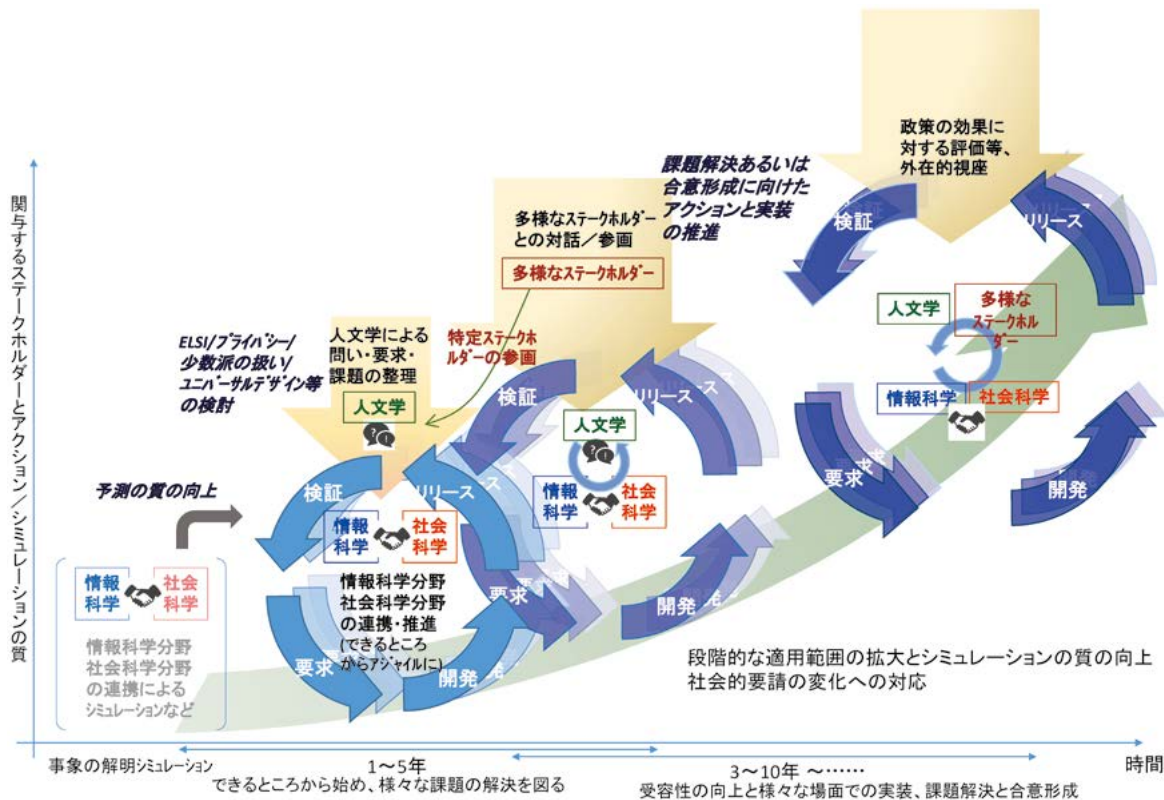 関与するステークホルダーとアクション／シミュレーションの質
政策の効果に
対する評価等、
外在的視座
課題解決あるいは
合意形成に向けた
アクションと実装
の推進
検証
リリース
多様なステークホルダー
との対話／参画
多様なステークホルダー
人文学
多様な
ステークホル
ダー
情報科学
社会科学
要求
開発
ELSI/プライバシー/
少数派の扱い/
ユニバーサルデザイン等
の検討
人文学による
問い・要求・
課題の整理
人文学
特定ステークホ
ルダーの参画
検証
リリース
人文学
情報
科学
社会
科学
要求
開発
予測の質の向上
検証
リリース
情報
科学
社会
科学
情報科学分野
社会科学分野
の連携・推進
(できるところ
からアジャイルに)
要求
開発
情報
科学
社会
科学
情報科学分野
社会科学分野
の連携による
シミュレーションなど
段階的な適用範囲の拡大とシミュレーションの質の向上
社会的要請の変化への対応
事象の解明シミュレーション
1～5年
できるところから始め、様々な課題の解決を図る
3～10年 ～……
受容性の向上と様々な場面での実装、課題解決と合意形成
時間